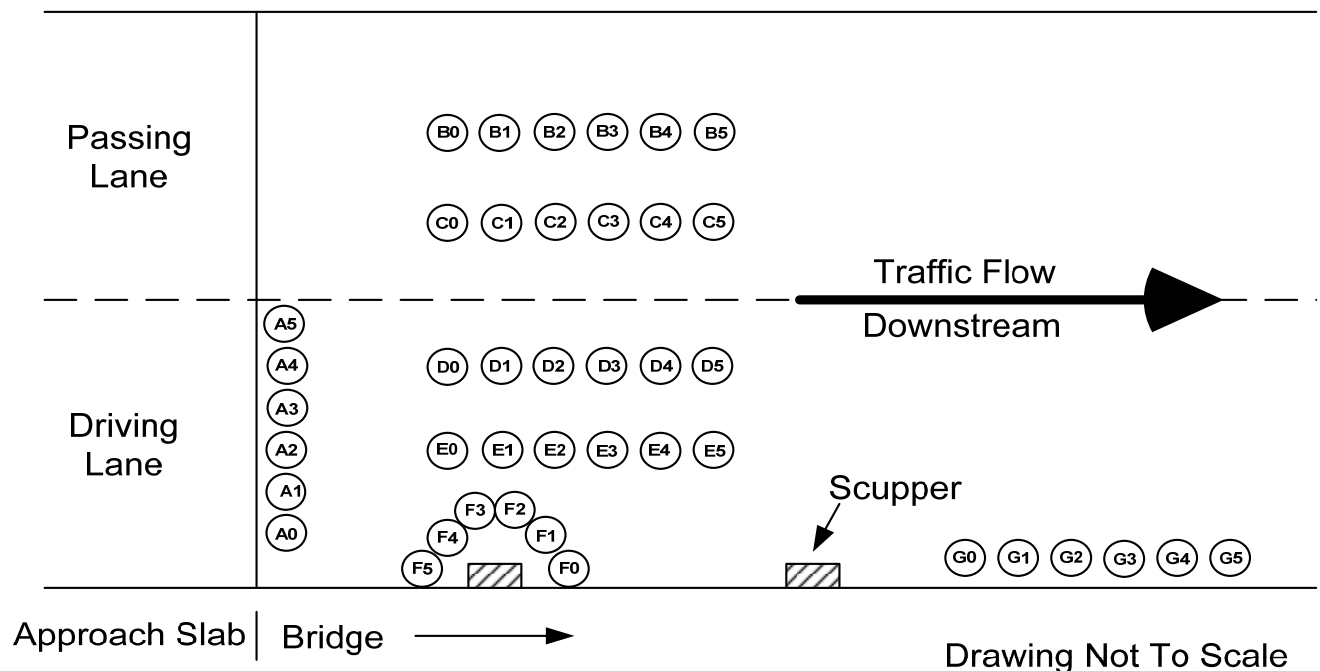 Passing
Lane
B0 B1 B2 B3 B4 B5
C0 C1 C2 C3 C4 C5
Traffic Flow
Downstream
A5
A4
A3
A2
A1
A0
D0 D1 D2 D3 D4 D5
Driving
Lane
E0 E1 E2 E3 E4 E5
F5 F4 F3 F2 F1 F0
Scupper
G0 G1 G2 G3 G4 G5
Approach Slab
Bridge
Drawing Not To Scale